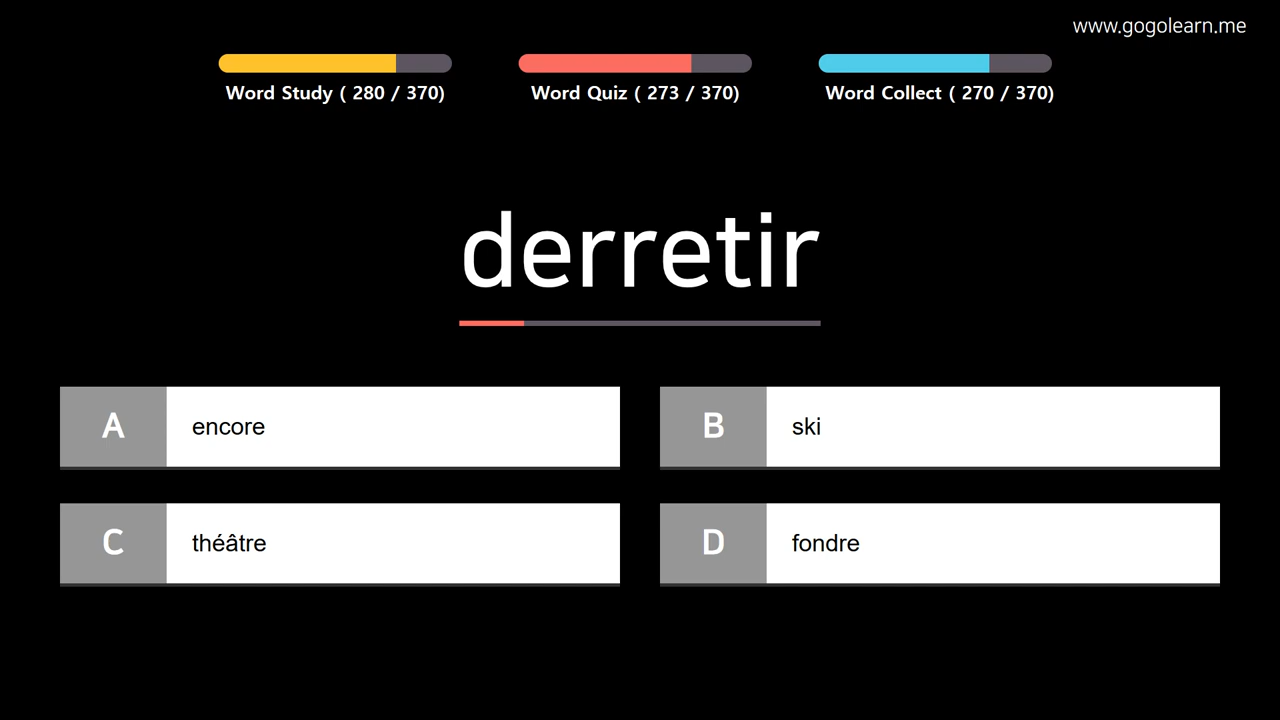 www.gogolearn.me
Word Study ( 280 / 370)
Word Quiz ( 273 / 370)
Word Collect ( 270 / 370)
derretir
A encore
B ski
C théâtre
D fondre